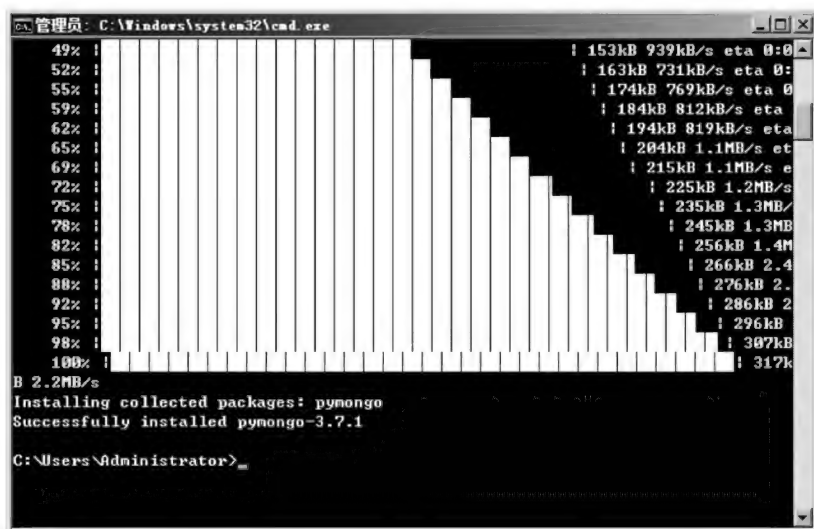 管理员: C:\Windows\system32\cmd.exe
49% | 153kB 939kB/s eta 0:0
52% | 163kB 731kB/s eta 0:
55% | 174kB 769kB/s eta 0
59% | 184kB 812kB/s eta
62% | 194kB 819kB/s eta
65% | 204kB 1.1MB/s et
69% | 215kB 1.1MB/s e
72% | 225kB 1.2MB/s
75% | 235kB 1.3MB/
78% | 245kB 1.3MB
82% | 256kB 1.4M
85% | 266kB 2.4
88% | 276kB 2.
92% | 286kB 2
95% | 296kB
98% | 307kB
100% | 317k
B 2.2MB/s
Installing collected packages: pymongo
Successfully installed pymongo-3.7.1
C:\Users\Administrator>_